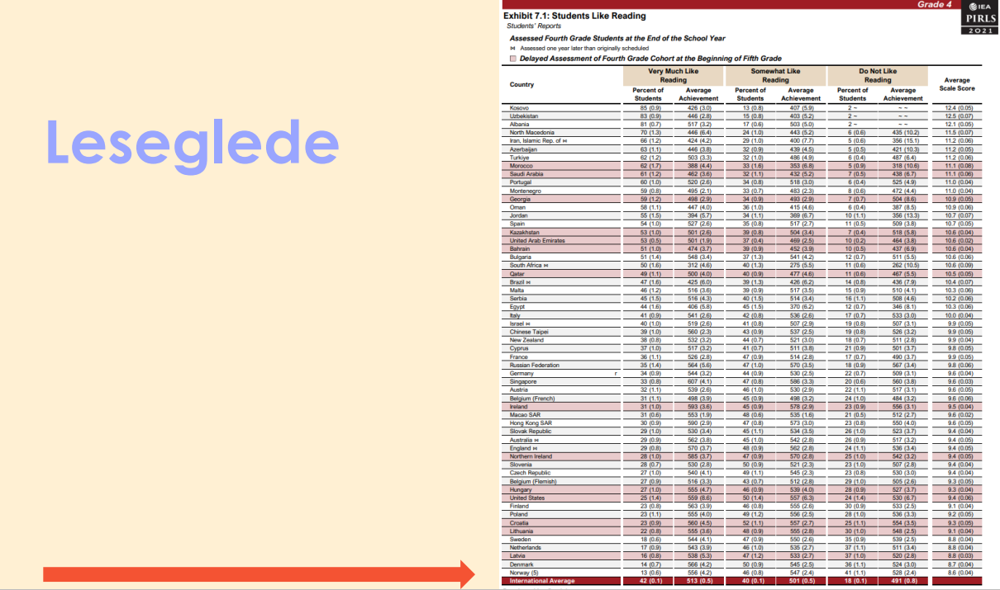 Leseglede
Grade 4
IEA
PIRLS
2021
Exhibit 7.1: Students Like Reading
Students' Reports
Assessed Fourth Grade Students at the End of the School Year
⋈ Assessed one year later than originally scheduled
Delayed Assessment of Fourth Grade Cohort at the Beginning of Fifth Grade
Country Very Much Like Reading Somewhat Like Reading Do Not Like Reading Average Scale Score
Percent of Students Average Achievement Percent of Students Average Achievement Percent of Students Average Achievement
Kosovo 85 (0.9) 426 (3.0) 13 (0.8) 407 (5.9) 2 ~ ~ ~ 12.4 (0.05)
Uzbekistan 83 (0.9) 446 (2.8) 15 (0.8) 403 (5.2) 2 ~ ~ ~ 12.5 (0.07)
Albania 81 (0.7) 517 (3.2) 17 (0.6) 503 (5.0) 2 ~ ~ ~ 12.1 (0.05)
North Macedonia 70 (1.3) 446 (6.4) 24 (1.0) 443 (5.2) 6 (0.6) 435 (10.2) 11.5 (0.07)
Iran, Islamic Rep. of ⋈ 66 (1.2) 424 (4.2) 29 (1.0) 400 (7.7) 5 (0.6) 356 (15.1) 11.2 (0.06)
Azerbaijan 63 (1.1) 446 (3.8) 32 (0.9) 439 (4.5) 5 (0.5) 421 (10.3) 11.2 (0.05)
Turkiye 62 (1.2) 503 (3.3) 32 (1.0) 486 (4.9) 6 (0.4) 487 (6.4) 11.2 (0.06)
Morocco 62 (1.7) 388 (4.4) 33 (1.6) 353 (6.8) 5 (0.9) 318 (10.6) 11.1 (0.08)
Saudi Arabia 61 (1.2) 462 (3.6) 32 (1.1) 432 (5.2) 7 (0.5) 438 (6.7) 11.1 (0.06)
Portugal 60 (1.0) 520 (2.6) 34 (0.8) 518 (3.0) 6 (0.4) 525 (4.9) 11.0 (0.04)
Montenegro 59 (0.8) 495 (2.1) 33 (0.7) 483 (2.3) 8 (0.6) 472 (4.4) 11.0 (0.04)
Georgia 59 (1.2) 498 (2.9) 34 (0.9) 493 (2.9) 7 (0.7) 504 (8.6) 10.9 (0.05)
Oman 58 (1.1) 447 (4.0) 36 (1.0) 415 (4.6) 6 (0.4) 387 (8.5) 10.9 (0.06)
Jordan 55 (1.5) 394 (5.7) 34 (1.1) 369 (6.7) 10 (1.1) 356 (13.3) 10.7 (0.07)
Spain 54 (1.0) 527 (2.6) 35 (0.8) 517 (2.7) 11 (0.5) 509 (3.8) 10.7 (0.05)
Kazakhstan 53 (1.0) 501 (2.6) 39 (0.8) 504 (3.4) 7 (0.4) 518 (5.8) 10.6 (0.04)
United Arab Emirates 53 (0.5) 501 (1.9) 37 (0.4) 469 (2.5) 10 (0.2) 464 (3.8) 10.6 (0.02)
Bahrain 51 (1.0) 474 (3.7) 39 (0.9) 452 (3.9) 10 (0.5) 437 (6.9) 10.6 (0.04)
Bulgaria 51 (1.4) 548 (3.4) 37 (1.3) 541 (4.2) 12 (0.7) 511 (5.5) 10.6 (0.06)
South Africa ⋈ 50 (1.6) 312 (4.6) 40 (1.3) 275 (5.5) 11 (0.6) 262 (10.5) 10.6 (0.09)
Qatar 49 (1.1) 500 (4.0) 40 (0.9) 477 (4.6) 11 (0.6) 467 (5.5) 10.5 (0.05)
Brazil ⋈ 47 (1.6) 425 (6.0) 39 (1.3) 426 (6.2) 14 (0.8) 436 (7.9) 10.4 (0.07)
Malta 46 (1.2) 516 (3.6) 39 (0.9) 517 (3.5) 15 (0.9) 510 (4.1) 10.3 (0.06)
Serbia 45 (1.5) 516 (4.3) 40 (1.5) 514 (3.4) 16 (1.1) 508 (4.6) 10.2 (0.06)
Egypt 44 (1.6) 406 (5.8) 45 (1.5) 370 (6.2) 12 (0.7) 346 (8.1) 10.3 (0.06)
Italy 41 (0.9) 541 (2.6) 42 (0.8) 536 (2.6) 17 (0.7) 533 (3.0) 10.0 (0.04)
Israel ⋈ 40 (1.0) 519 (2.6) 41 (0.8) 507 (2.9) 19 (0.8) 507 (3.1) 9.9 (0.05)
Chinese Taipei 39 (1.0) 560 (2.3) 43 (0.9) 537 (2.5) 19 (0.8) 526 (3.2) 9.9 (0.05)
New Zealand 38 (0.8) 532 (3.2) 44 (0.7) 521 (3.0) 18 (0.7) 511 (2.8) 9.9 (0.04)
Cyprus 37 (1.0) 517 (3.2) 41 (0.7) 511 (3.8) 21 (0.9) 501 (3.7) 9.8 (0.05)
France 36 (1.1) 526 (2.8) 47 (0.9) 514 (2.8) 17 (0.7) 490 (3.7) 9.9 (0.05)
Russian Federation 35 (1.4) 564 (5.6) 47 (1.0) 570 (3.5) 18 (0.9) 567 (3.4) 9.8 (0.06)
Germany r 34 (0.9) 544 (3.2) 44 (0.9) 530 (2.5) 22 (0.7) 509 (3.1) 9.6 (0.04)
Singapore 33 (0.8) 607 (4.1) 47 (0.8) 586 (3.3) 20 (0.6) 560 (3.8) 9.6 (0.03)
Austria 32 (1.1) 539 (2.6) 46 (1.0) 530 (2.9) 22 (1.1) 517 (3.1) 9.6 (0.05)
Belgium (French) 31 (1.1) 498 (3.9) 45 (0.9) 498 (3.2) 24 (1.0) 484 (3.2) 9.6 (0.06)
Ireland 31 (1.0) 593 (3.6) 45 (0.9) 578 (2.9) 23 (0.9) 556 (3.1) 9.5 (0.04)
Macao SAR 31 (0.6) 553 (1.9) 48 (0.6) 535 (1.6) 21 (0.5) 512 (2.7) 9.6 (0.02)
Hong Kong SAR 30 (0.9) 590 (2.9) 47 (0.8) 573 (3.0) 23 (0.8) 550 (4.0) 9.6 (0.05)
Slovak Republic 29 (1.0) 530 (3.4) 45 (1.1) 534 (3.5) 26 (1.0) 523 (3.7) 9.4 (0.04)
Australia ⋈ 29 (0.9) 562 (3.8) 45 (1.0) 542 (2.8) 26 (0.9) 517 (3.2) 9.4 (0.05)
England ⋈ 29 (0.8) 570 (3.7) 48 (0.9) 562 (2.8) 24 (1.1) 536 (3.4) 9.4 (0.05)
Northern Ireland 28 (1.0) 585 (3.7) 47 (0.9) 570 (2.8) 25 (1.0) 542 (3.2) 9.4 (0.05)
Slovenia 28 (0.7) 530 (2.8) 50 (0.9) 521 (2.3) 23 (1.0) 507 (2.8) 9.4 (0.04)
Czech Republic 27 (1.0) 540 (4.1) 49 (1.1) 545 (2.3) 23 (0.8) 530 (3.0) 9.4 (0.04)
Belgium (Flemish) 27 (0.9) 516 (3.3) 43 (0.7) 512 (2.8) 29 (1.0) 505 (2.6) 9.3 (0.05)
Hungary 27 (1.0) 555 (4.7) 46 (0.9) 539 (4.0) 28 (0.9) 527 (3.7) 9.3 (0.04)
United States 25 (1.4) 559 (8.6) 50 (1.4) 557 (6.3) 24 (1.4) 530 (6.7) 9.4 (0.06)
Finland 23 (0.8) 563 (3.9) 46 (0.8) 555 (2.6) 30 (0.9) 533 (2.5) 9.1 (0.04)
Poland 23 (1.1) 555 (4.0) 49 (1.2) 556 (2.5) 28 (1.0) 536 (3.3) 9.2 (0.05)
Croatia 23 (0.9) 560 (4.5) 52 (1.1) 557 (2.7) 25 (1.1) 554 (3.5) 9.3 (0.05)
Lithuania 22 (0.8) 555 (3.6) 48 (0.9) 555 (2.8) 30 (1.0) 548 (2.5) 9.1 (0.04)
Sweden 18 (0.6) 544 (4.1) 47 (0.9) 550 (2.6) 35 (0.9) 539 (2.5) 8.8 (0.04)
Netherlands 17 (0.9) 543 (3.9) 46 (1.0) 535 (2.7) 37 (1.1) 511 (3.4) 8.8 (0.04)
Latvia 16 (0.8) 538 (5.3) 47 (1.2) 533 (2.7) 37 (1.0) 520 (2.8) 8.8 (0.03)
Denmark 14 (0.7) 566 (4.2) 50 (0.9) 545 (2.5) 36 (1.1) 524 (3.0) 8.7 (0.04)
Norway (5) 13 (0.6) 556 (4.2) 46 (0.8) 547 (2.4) 41 (1.1) 528 (2.4) 8.6 (0.04)
International Average 42 (0.1) 513 (0.5) 40 (0.1) 501 (0.5) 18 (0.1) 491 (0.8)